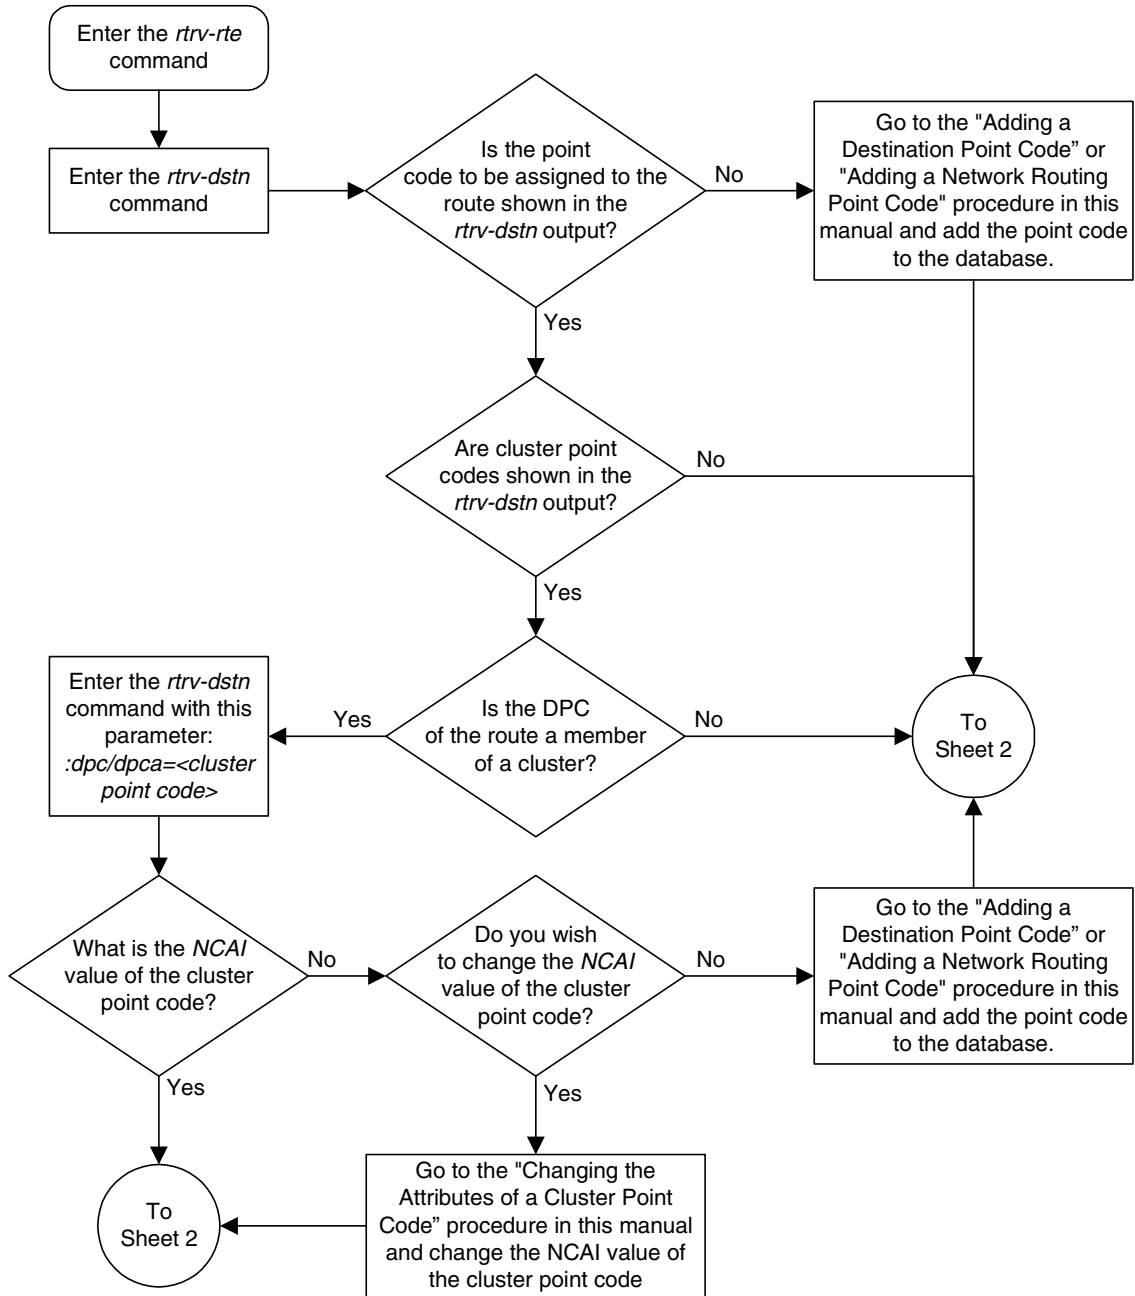 Enter the rtrv-rte
command
Enter the rtrv-dstn
command
Is the point
code to be assigned to the
route shown in the
rtrv-dstn output?
No
Go to the "Adding a
Destination Point Code” or
"Adding a Network Routing
Point Code" procedure in this
manual and add the point code
to the database.
Yes
Are cluster point
codes shown in the
rtrv-dstn output?
No
Yes
Enter the rtrv-dstn
command with this
parameter:
:dpc/dpca=<cluster
point code>
Yes
Is the DPC
of the route a member
of a cluster?
No
To
Sheet 2
What is the NCAI
value of the cluster
point code?
No
Do you wish
to change the NCAI
value of the cluster
point code?
No
Go to the "Adding a
Destination Point Code” or
"Adding a Network Routing
Point Code" procedure in this
manual and add the point code
to the database.
Yes
Yes
To
Sheet 2
Go to the "Changing the
Attributes of a Cluster Point
Code” procedure in this manual
and change the NCAI value of
the cluster point code